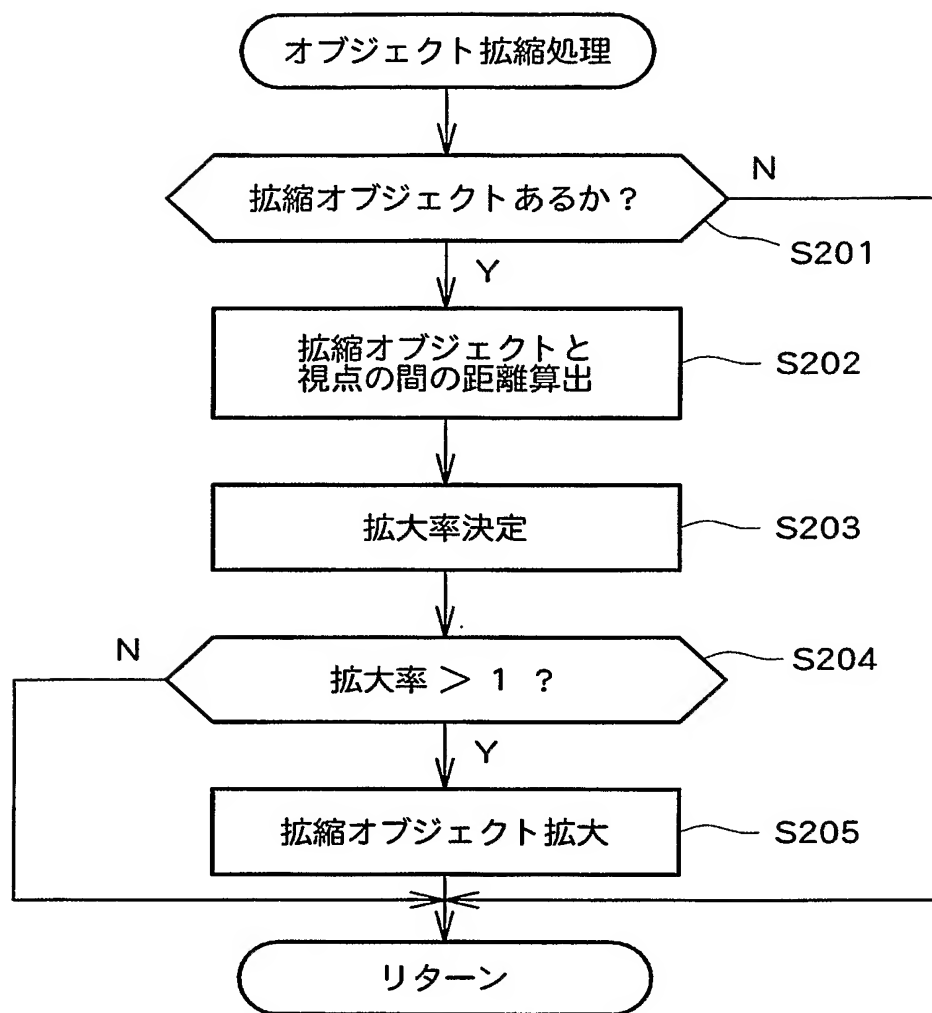 オブジェクト拡縮処理
拡縮オブジェクトあるか？
N
S201
Y
拡縮オブジェクトと
視点の間の距離算出
S202
拡大率決定
S203
N
拡大率＞１？
S204
Y
拡縮オブジェクト拡大
S205
リターン